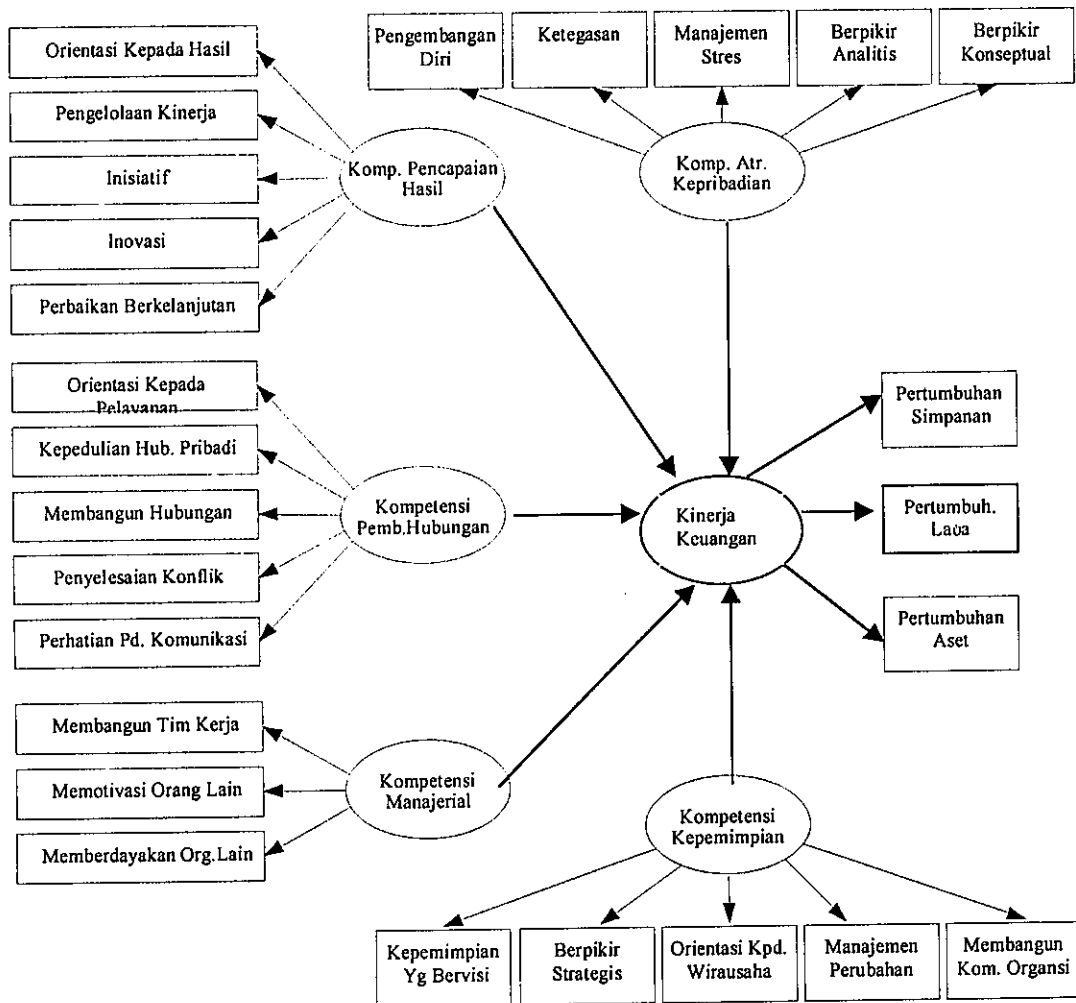 Orientasi Kepada Hasil
Pengelolaan Kinerja
Inisiatif
Inovasi
Perbaikan Berkelanjutan
Komp. Pencapaian
Hasil
Pengembangan
Diri
Ketegasan
Manajemen
Stres
Berpikir
Analitis
Berpikir
Konseptual
Komp. Atr.
Kepribadian
Orientasi Kepada
Pelayanan
Kepedulian Hub. Pribadi
Membangun Hubungan
Penyelesaian Konflik
Perhatian Pd. Komunikasi
Kompetensi
Pemb.Hubungan
Kinerja
Keuangan
Pertumbuhan
Simpanan
Pertumbuh.
Laba
Pertumbuhan
Aset
Membangun Tim Kerja
Memotivasi Orang Lain
Memberdayakan Org.Lain
Kompetensi
Manajerial
Kompetensi
Kepemimpian
Kepemimpian
Yg Bervisi
Berpikir
Strategis
Orientasi Kpd.
Wirausaha
Manajemen
Perubahan
Membangun
Kom. Organsi